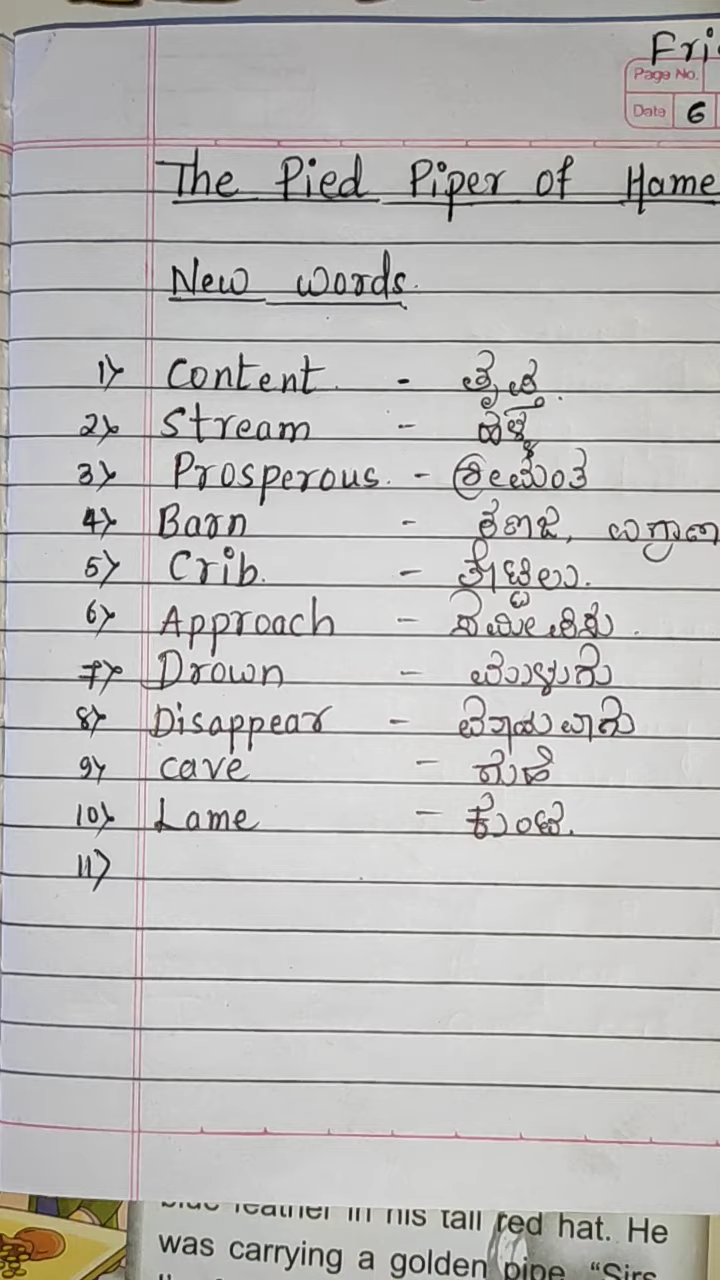 Fri
Page No.
Date 6
The Pied Piper of Hame
New words.
1) Content - ತೃಪ್ತ.
2) Stream - ಹಳ್ಳ
3) Prosperous. - ಶ್ರೀಮಂತ
4) Barn - ಕಣಜ,
5) Crib. - ತೊಟ್ಟಿಲು.
6) Approach - ಸಮೀಪಿಸು.
7) Drown - ಮುಳುಗು
8) Disappear - ಮಾಯವಾಗು
9) Cave - ಗುಹೆ
10) Lame - ಕುಂಟ.
11)
blue feather in his tall red hat. He
was carrying a golden pipe. “Sirs